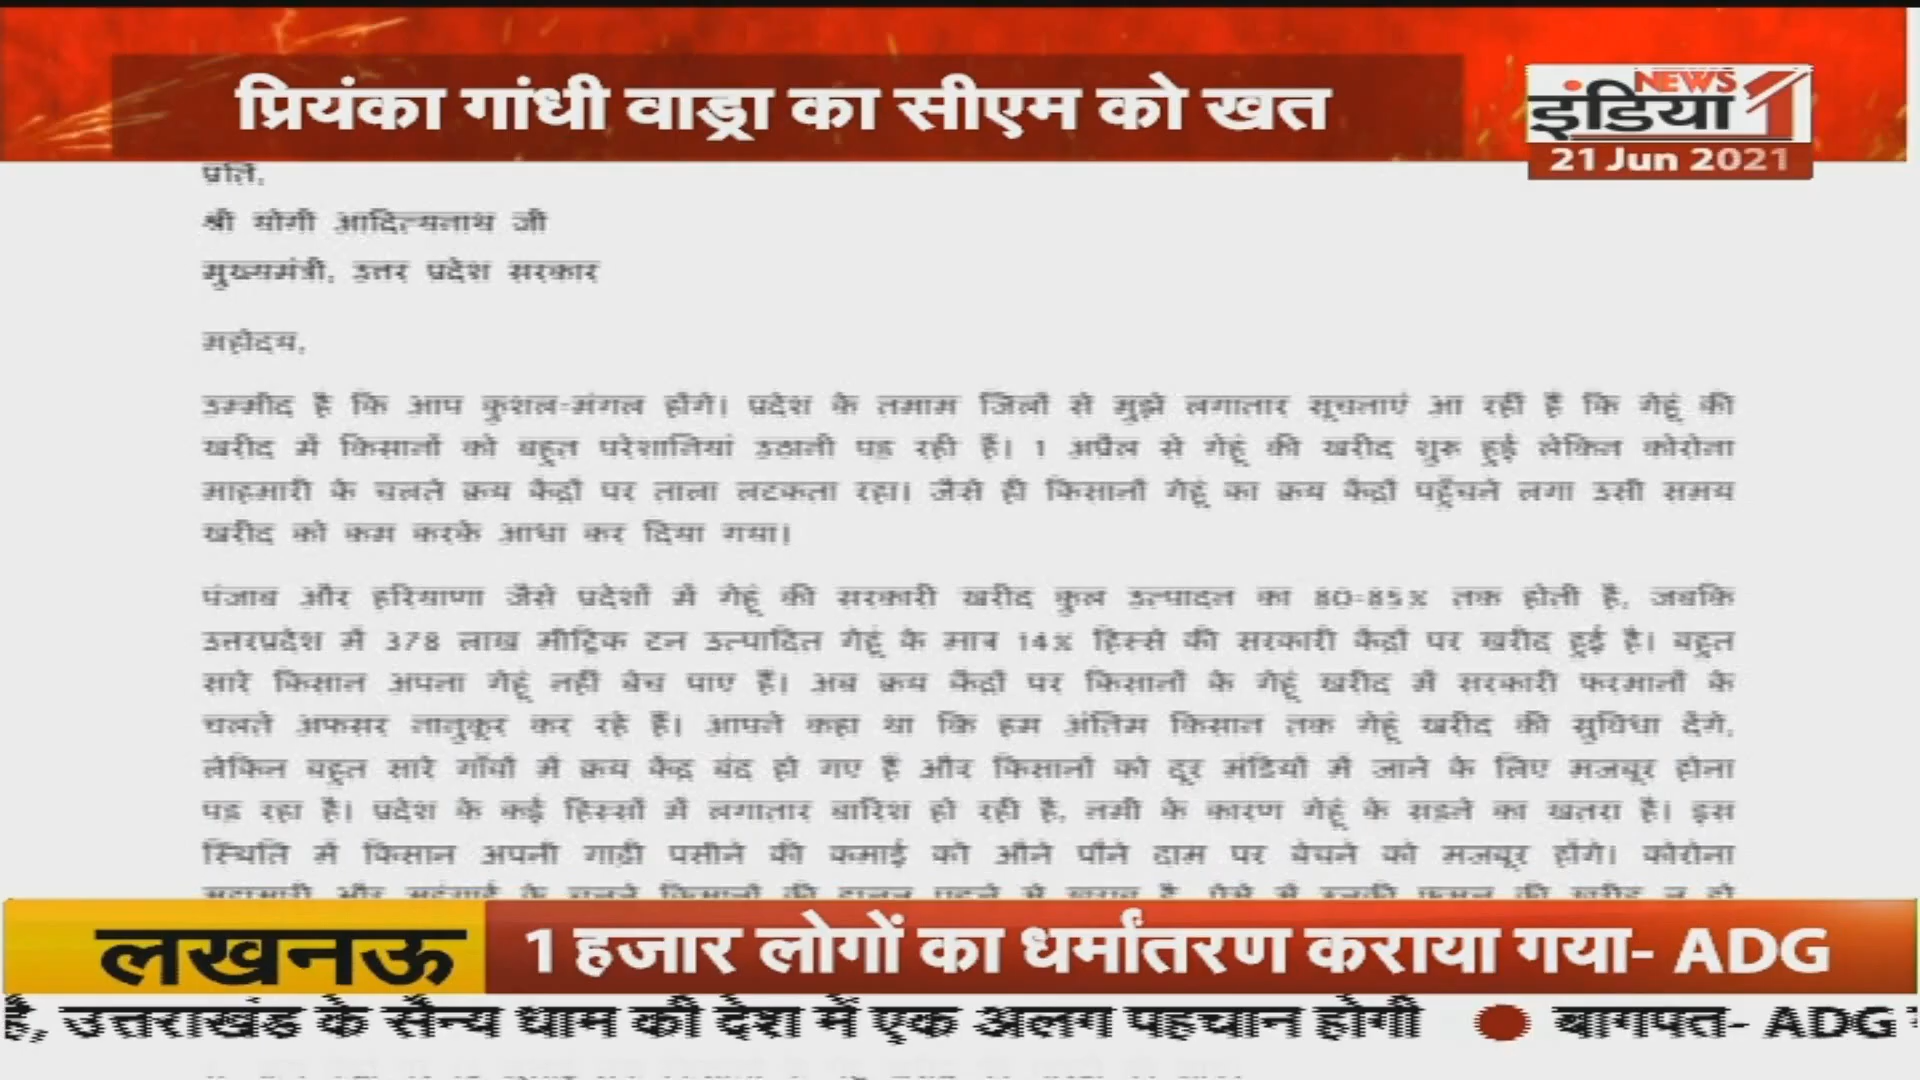 प्रियंका गांधी वाड्रा का सीएम को खत
NEWS
इंडिया 1
21 Jun 2021
प्रति,
श्री योगी आदित्यनाथ जी
मुख्यमंत्री, उत्तर प्रदेश सरकार
महोदय,
उम्मीद है कि आप कुशल-मंगल होंगे। प्रदेश के तमाम जिलों से मुझे लगातार सूचनाएं आ रहीं हैं कि गेहूं की
खरीद में किसानों को बहुत परेशानियां उठानी पड़ रही हैं। 1 अप्रैल से गेहूं की खरीद शुरू हुई लेकिन कोरोना
माहमारी के चलते क्रय केंद्रों पर ताला लटकता रहा। जैसे ही किसानों गेहूं का क्रय केंद्रों पहुँचने लगा उसी समय
खरीद को कम करके आधा कर दिया गया।
पंजाब और हरियाणा जैसे प्रदेशों में गेहूं की सरकारी खरीद कुल उत्पादन का 80-85% तक होती है, जबकि
उत्तरप्रदेश में 378 लाख मीट्रिक टन उत्पादित गेहूं के मात्र 14% हिस्से की सरकारी केंद्रों पर खरीद हुई है। बहुत
सारे किसान अपना गेहूं नहीं बेच पाए हैं। अब क्रय केंद्रों पर किसानों के गेहूं खरीद में सरकारी फरमानों के
चलते अफसर नानुकूर कर रहे हैं। आपने कहा था कि हम अंतिम किसान तक गेहूं खरीद की सुविधा देंगे,
लेकिन बहुत सारे गाँवों में क्रय केंद्र बंद हो गए हैं और किसानों को दूर मंडियों में जाने के लिए मजबूर होना
पड़ रहा है। प्रदेश के कई हिस्सों में लगातार बारिश हो रही है, नमी के कारण गेहूं के सड़ने का खतरा है। इस
स्थिति में किसान अपनी गाढ़ी पसीने की कमाई को औने पौने दाम पर बेचने को मजबूर होंगे। कोरोना
लखनऊ
1 हजार लोगों का धर्मांतरण कराया गया- ADG
है, उत्तराखंड के सैन्य धाम की देश में एक अलग पहचान होगी
बागपत- ADG